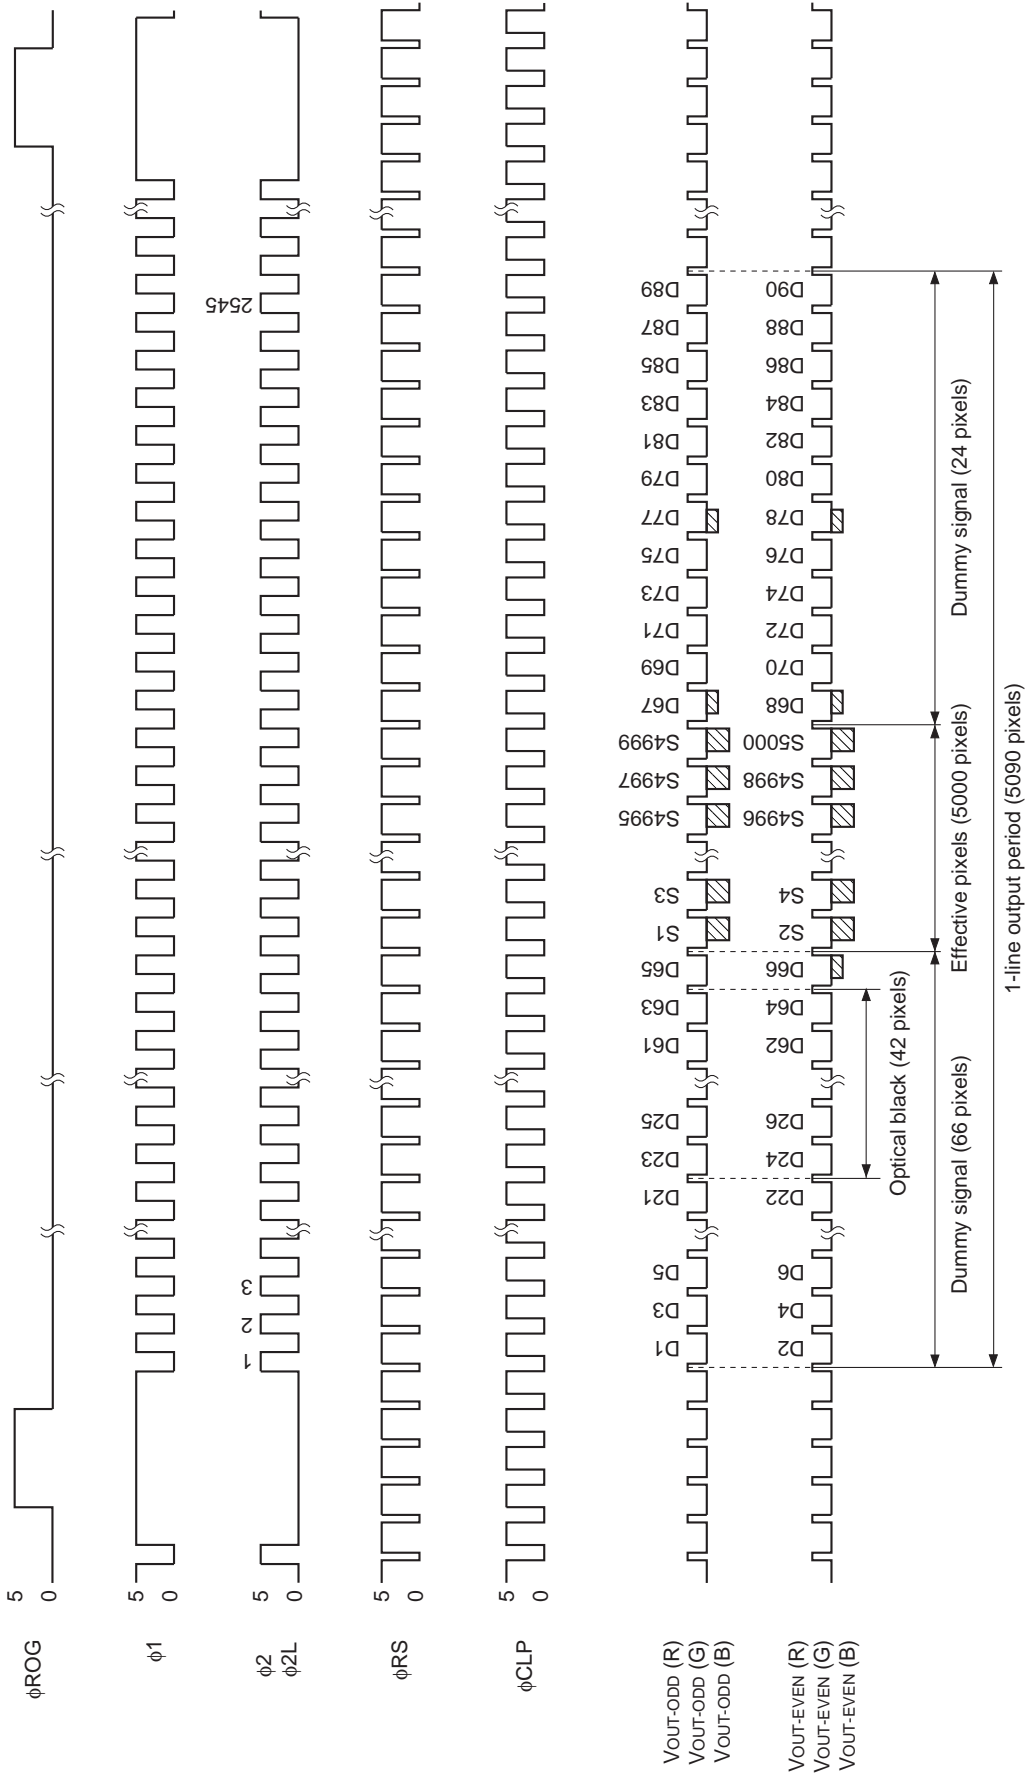 φROG
5
0
φ1
5
0
φ2
φ2L
5
0
1
2
3
2545
φRS
5
0
φCLP
5
0
VOUT-ODD (R)
VOUT-ODD (G)
VOUT-ODD (B)
D1
D3
D5
D21
D23
D25
D61
D63
D65
S1
S3
S4995
S4997
S4999
D67
D69
D71
D73
D75
D77
D79
D81
D83
D85
D87
D89
VOUT-EVEN (R)
VOUT-EVEN (G)
VOUT-EVEN (B)
D2
D4
D6
D22
D24
D26
D62
D64
D66
S2
S4
S4996
S4998
S5000
D68
D70
D72
D74
D76
D78
D80
D82
D84
D86
D88
D90
Optical black (42 pixels)
Dummy signal (66 pixels)
Effective pixels (5000 pixels)
Dummy signal (24 pixels)
1-line output period (5090 pixels)